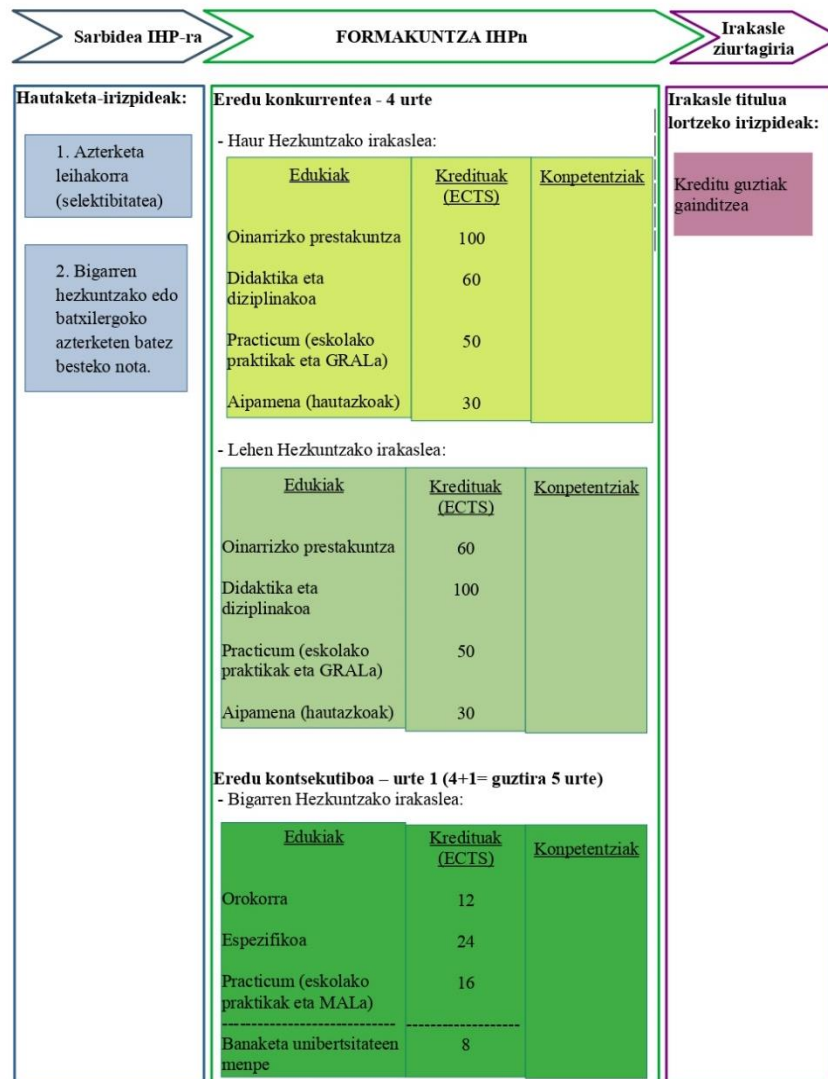 Sarbidea IHP-ra
FORMAKUNTZA IHPn
Irakasle
ziurtagiria
Hautaketa-irizpideak:
1. Azterketa
leihakorra
(selektibitatea)
2. Bigarren
hezkuntzako edo
batxilergoko
azterketen batez
besteko nota.
Eredu konkurrentea - 4 urte
- Haur Hezkuntzako irakaslea:
Edukiak Kredituak Konpetentziak
(ECTS)
Oinarrizko prestakuntza 100
Didaktika eta 60
diziplinakoa
Practicum (eskolako 50
praktikak eta GRALa)
Aipamena (hautazkoak) 30
- Lehen Hezkuntzako irakaslea:
Edukiak Kredituak Konpetentziak
(ECTS)
Oinarrizko prestakuntza 60
Didaktika eta 100
diziplinakoa
Practicum (eskolako 50
praktikak eta GRALa)
Aipamena (hautazkoak) 30
Eredu kontsekutiboa – urte 1 (4+1= guztira 5 urte)
- Bigarren Hezkuntzako irakaslea:
Edukiak Kredituak Konpetentziak
(ECTS)
Orokorra 12
Espezifikoa 24
Practicum (eskolako 16
praktikak eta MALa)
Banaketa unibertsitateen 8
menpe
Irakasle titulua
lortzeko irizpideak:
Kreditu guztiak
gainditzea